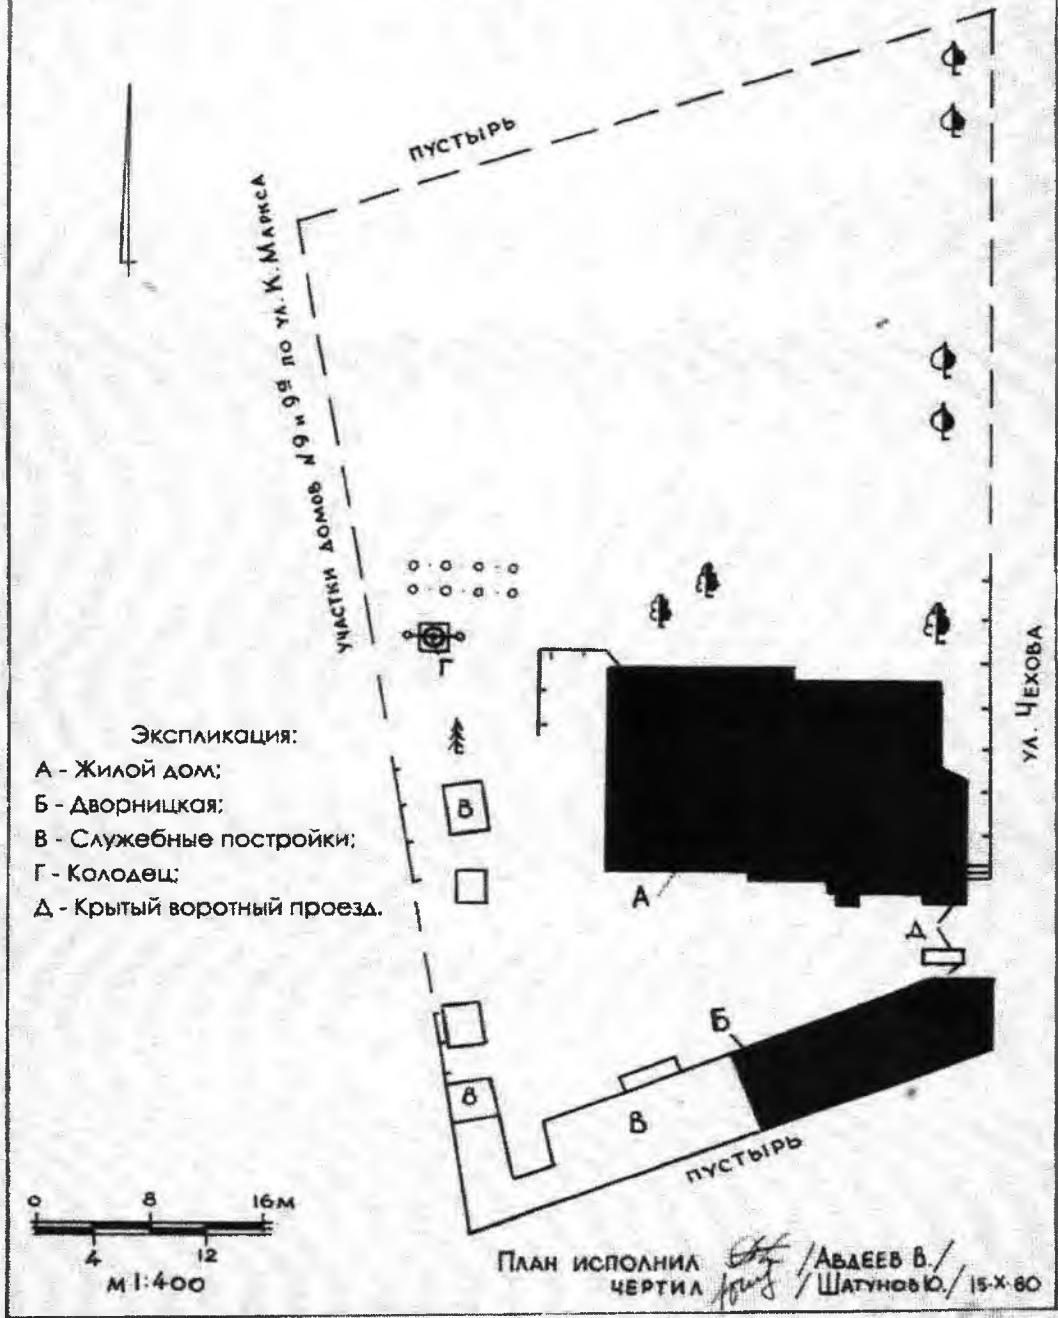 ПУСТЫРЬ
УЧАСТКИ ДОМОВ №9 и 9а по ул. К. МАРКСА
УЛ. ЧЕХОВА
Г
Экспликация:
А - Жилой дом;
Б - Дворницкая;
В - Служебные постройки;
Г - Колодец;
Д - Крытый воротный проезд.
В
А
Д
Б
В
В
ПУСТЫРЬ
0 8 16 М
4 12
М 1:400
ПЛАН ИСПОЛНИЛ /АВДЕЕВ В./
ЧЕРТИЛ /ШАТУНОВ Ю./ 15-X-80